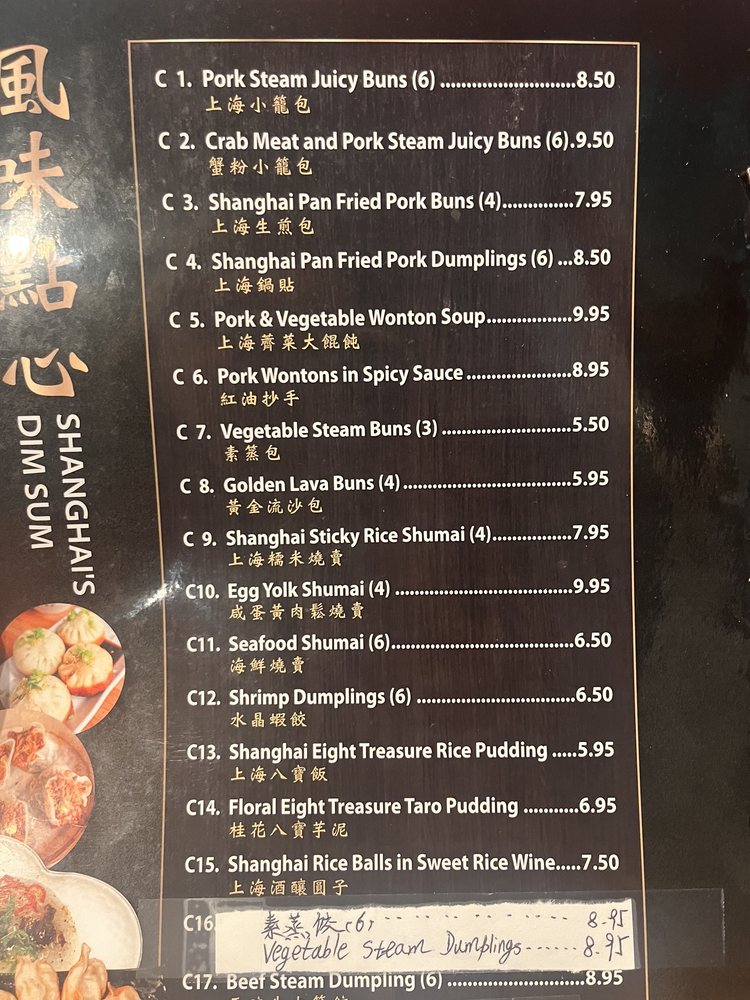 風味點心
SHANGHAI'S
DIM SUM
C 1. Pork Steam Juicy Buns (6) ..........................8.50
上海小籠包
C 2. Crab Meat and Pork Steam Juicy Buns (6).9.50
蟹粉小籠包
C 3. Shanghai Pan Fried Pork Buns (4)..............7.95
上海生煎包
C 4. Shanghai Pan Fried Pork Dumplings (6) ...8.50
上海鍋貼
C 5. Pork & Vegetable Wonton Soup................9.95
上海薺菜大餛飩
C 6. Pork Wontons in Spicy Sauce ....................8.95
紅油抄手
C 7. Vegetable Steam Buns (3) .........................5.50
素蒸包
C 8. Golden Lava Buns (4)................................5.95
黃金流沙包
C 9. Shanghai Sticky Rice Shumai (4)................7.95
上海糯米燒賣
C10. Egg Yolk Shumai (4) ..................................9.95
咸蛋黃肉鬆燒賣
C11. Seafood Shumai (6)...................................6.50
海鮮燒賣
C12. Shrimp Dumplings (6) ..............................6.50
水晶蝦餃
C13. Shanghai Eight Treasure Rice Pudding .....5.95
上海八寶飯
C14. Floral Eight Treasure Taro Pudding ...........6.95
桂花八寶芋泥
C15. Shanghai Rice Balls in Sweet Rice Wine.....7.50
上海酒釀圓子
C16. 素蒸餃(6) ------------ 8.95
Vegetable Steam Dumplings ------ 8.95
C17. Beef Steam Dumpling (6) ..........................8.95